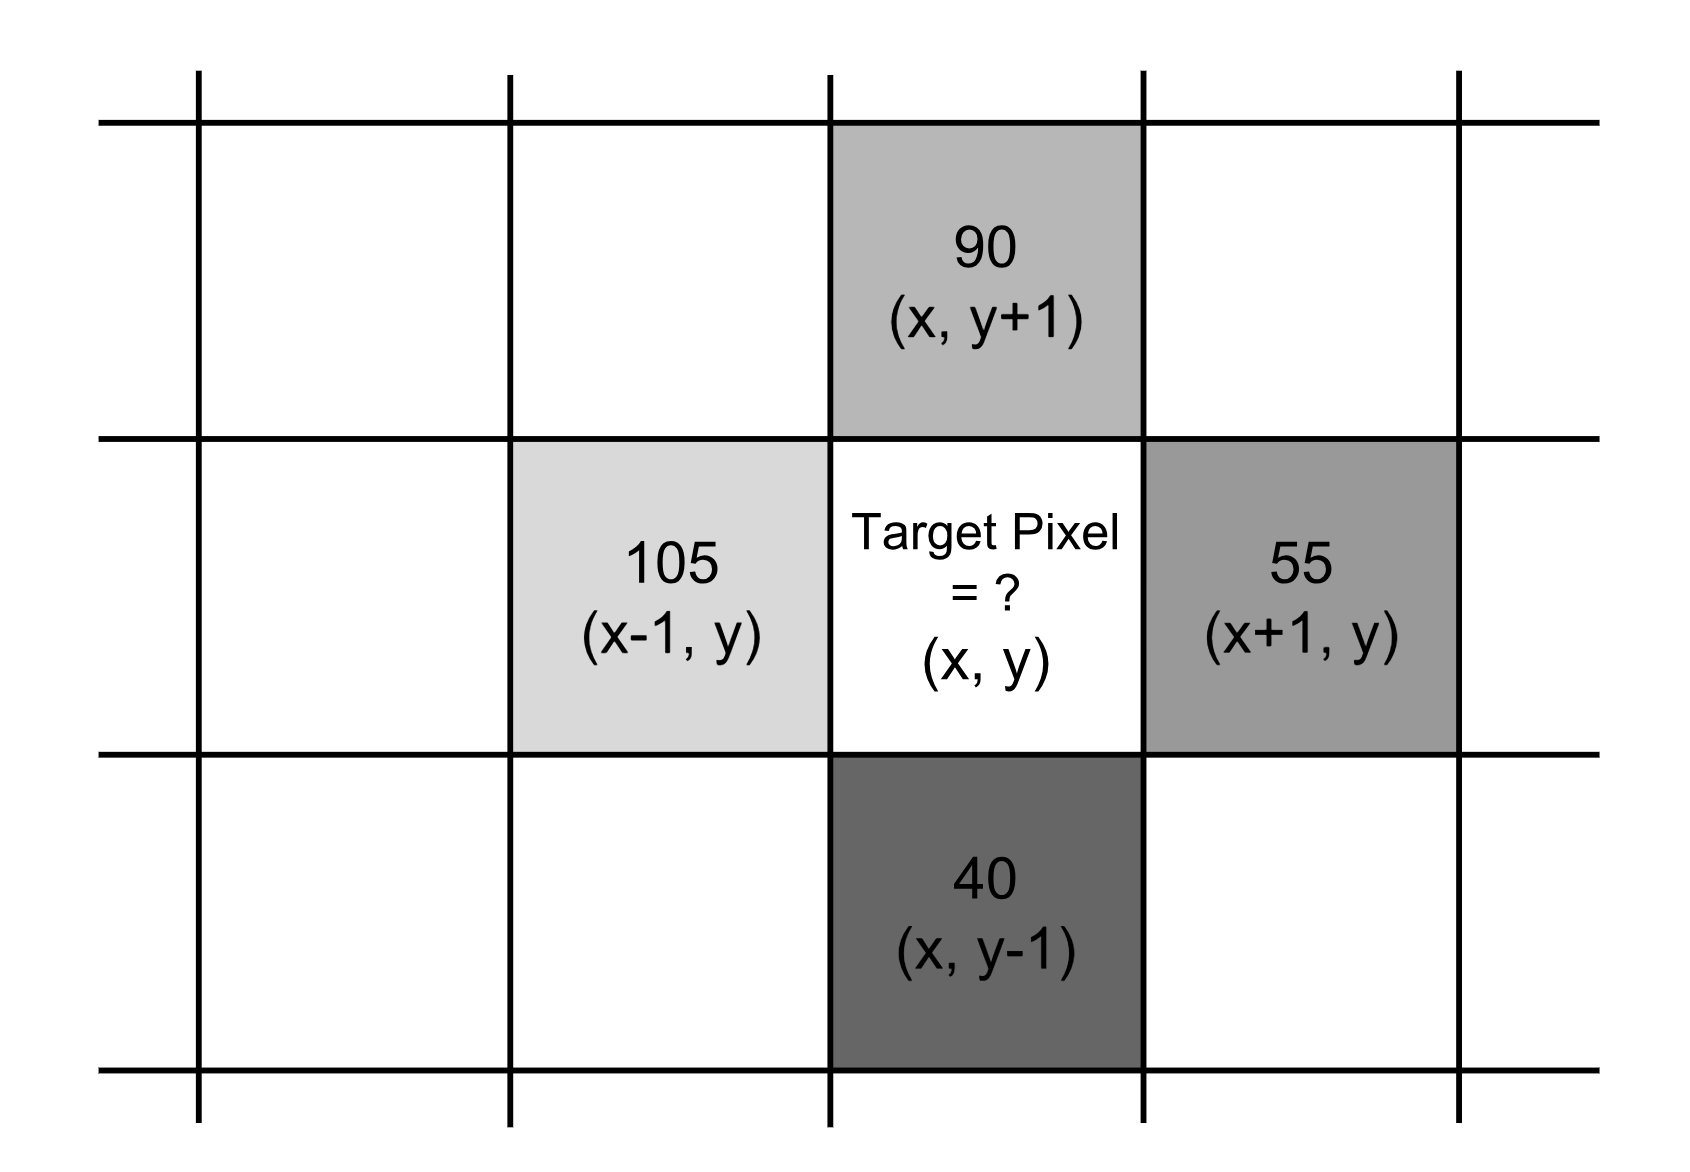 90
(x, y+1)
105
(x-1, y)
Target Pixel
= ?
(x, y)
55
(x+1, y)
40
(x, y-1)